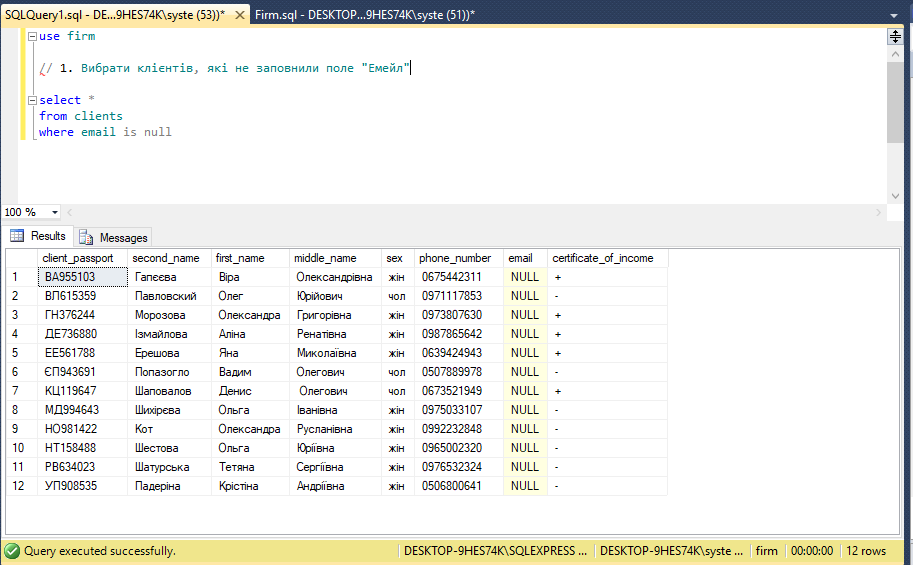 SQLQuery1.sql - DE...9HES74K\syste (53))* Firm.sql - DESKTOP...9HES74K\syste (51))*
use firm
// 1. Вибрати клієнтів, які не заповнили поле "Емейл"
select *
from clients
where email is null
100 %
Results Messages
client_passport second_name first_name middle_name sex phone_number email certificate_of_income
1 ВА955103 Гапєєва Віра Олександрівна жін 0675442311 NULL +
2 ВЛ615359 Павловский Олег Юрійович чол 0971117853 NULL -
3 ГН376244 Морозова Олександра Григорівна жін 0973807630 NULL +
4 ДЕ736880 Ізмайлова Аліна Ренатівна жін 0987865642 NULL +
5 ЕЕ561788 Ерешова Яна Миколаївна жін 0639424943 NULL +
6 ЄП943691 Попазогло Вадим Олегович чол 0507889978 NULL -
7 КЦ119647 Шаповалов Денис Олегович чол 0673521949 NULL +
8 МД994643 Шихірєва Ольга Іванівна жін 0975033107 NULL -
9 НО981422 Кот Олександра Русланівна жін 0992232848 NULL -
10 НТ158488 Шестова Ольга Юріївна жін 0965002320 NULL -
11 РВ634023 Шатурська Тетяна Сергіївна жін 0976532324 NULL -
12 УП908535 Падеріна Крістіна Андріївна жін 0506800641 NULL -
Query executed successfully. DESKTOP-9HES74K\SQLEXPRESS ... DESKTOP-9HES74K\syste ... firm 00:00:00 12 rows